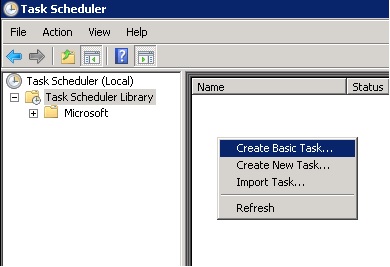 Task Scheduler
File Action View Help
Task Scheduler (Local)
Task Scheduler Library
Microsoft
Name Status
Create Basic Task...
Create New Task...
Import Task...
Refresh